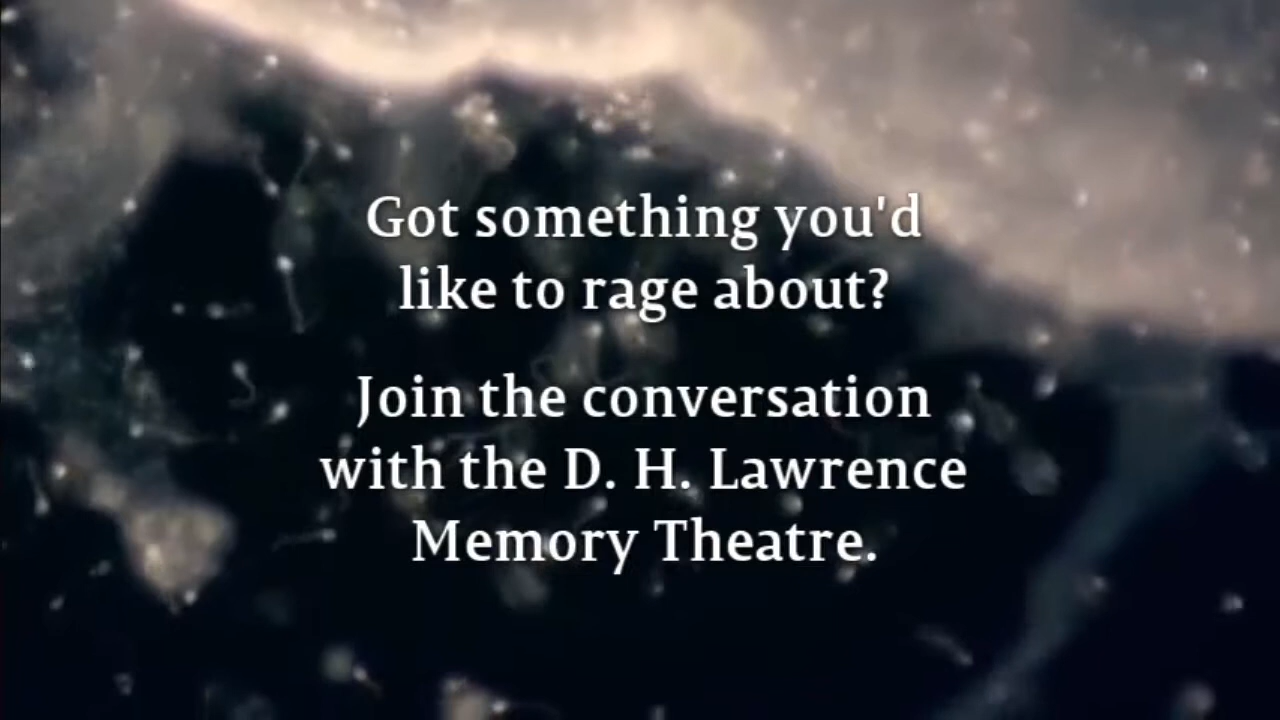 Got something you'd
like to rage about?
Join the conversation
with the D. H. Lawrence
Memory Theatre.